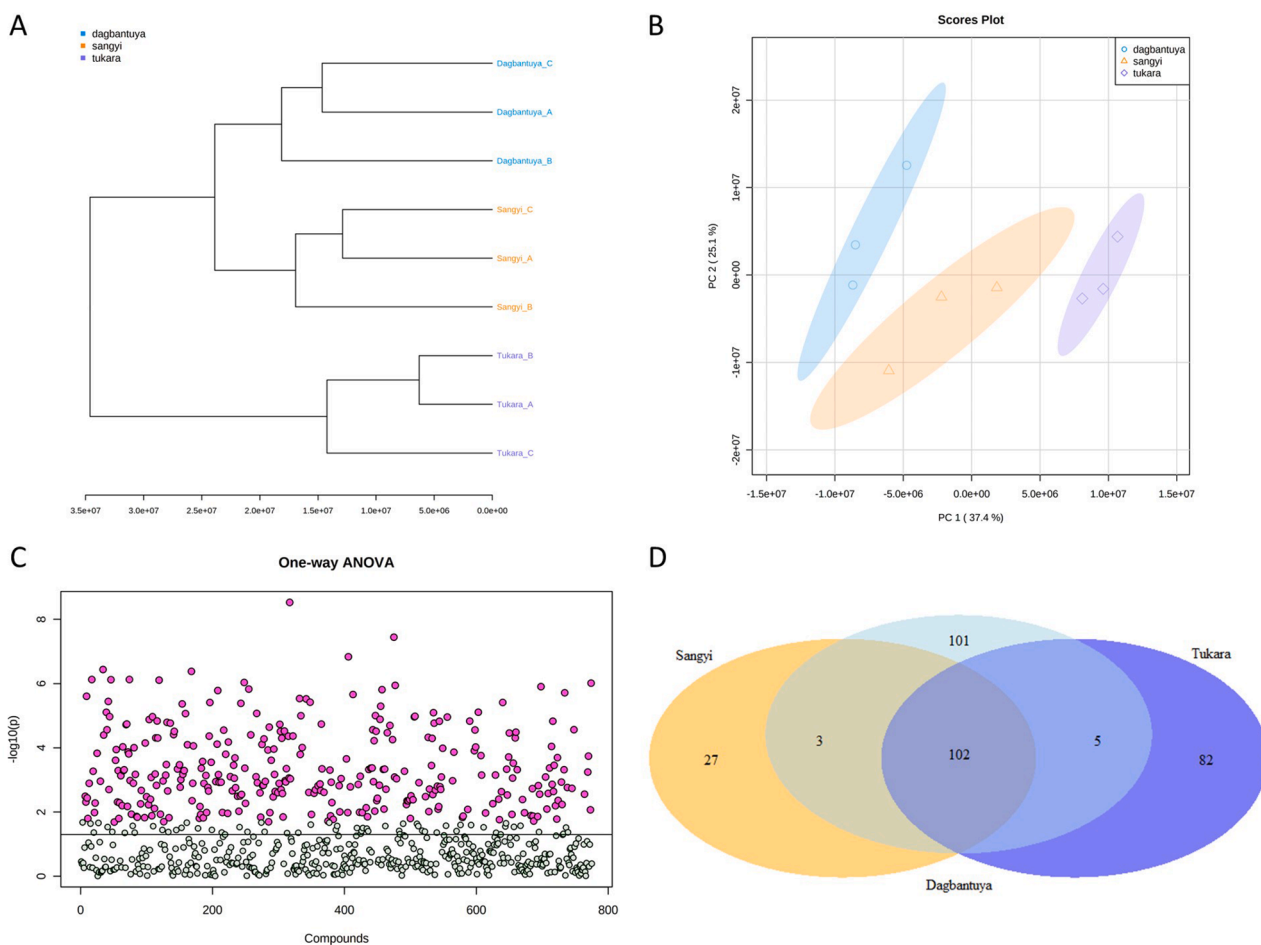 A
dagbantuya
sangyi
tukara
Dagbantuya_C
Dagbantuya_A
Dagbantuya_B
Sangyi_C
Sangyi_A
Sangyi_B
Tukara_B
Tukara_A
Tukara_C
3.5e+07 3.0e+07 2.5e+07 2.0e+07 1.5e+07 1.0e+07 5.0e+06 0.0e+00
B
Scores Plot
dagbantuya
sangyi
tukara
PC 2 ( 25.1 %)
2e+07
1e+07
0e+00
-1e+07
-2e+07
-1.5e+07 -1.0e+07 -5.0e+06 0.0e+00 5.0e+06 1.0e+07 1.5e+07
PC 1 ( 37.4 %)
C
One-way ANOVA
-log10(p)
8
6
4
2
0
0 200 400 600 800
Compounds
D
101
Sangyi
Tukara
3
5
27
102
82
Dagbantuya